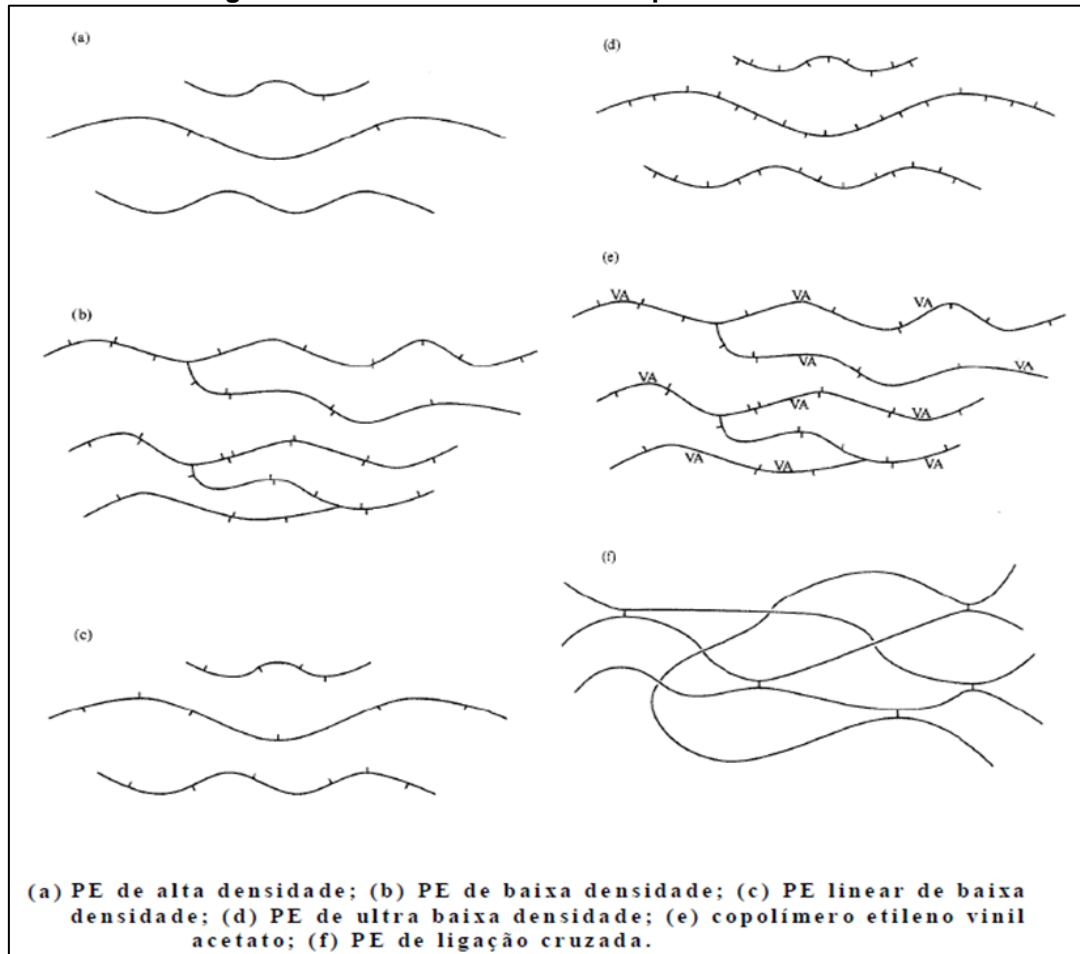 (a)
(d)
(e)
VA VA VA
(b)
VA VA
VA
VA VA
VA VA VA
(f)
(c)
(a) PE de alta densidade; (b) PE de baixa densidade; (c) PE linear de baixa
densidade; (d) PE de ultra baixa densidade; (e) copolímero etileno vinil
acetato; (f) PE de ligação cruzada.